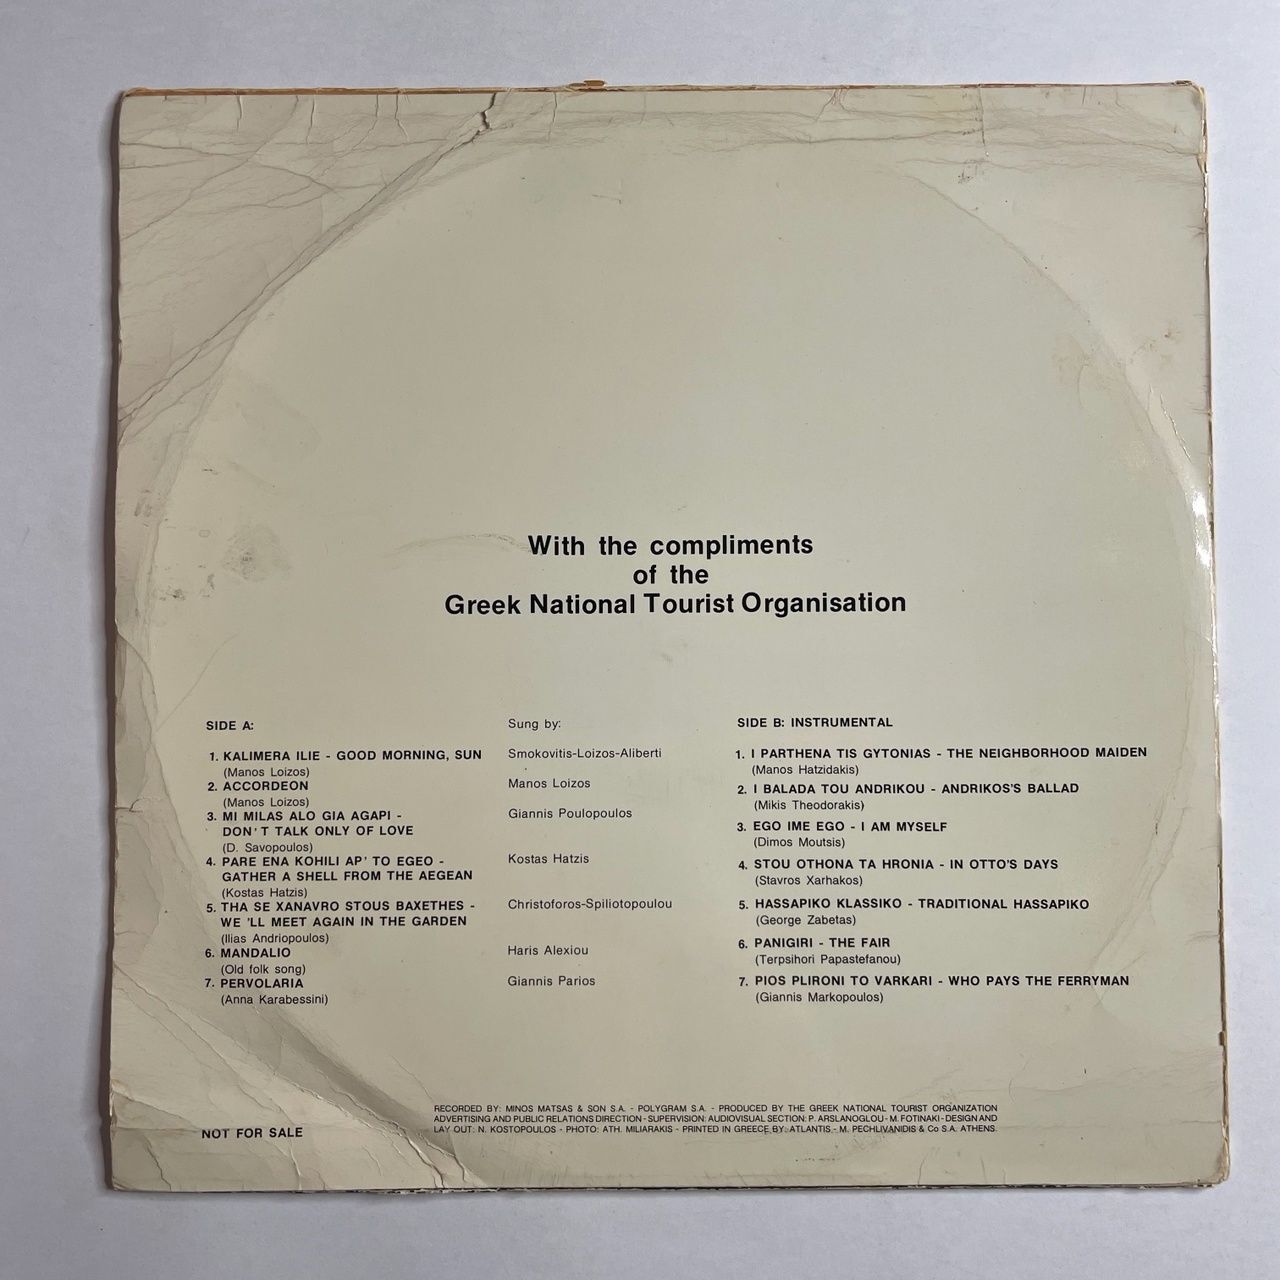 With the compliments
of the
Greek National Tourist Organisation
SIDE A:
1. KALIMERA ILIE - GOOD MORNING, SUN
(Manos Loizos)
2. ACCORDEON
(Manos Loizos)
3. MI MILAS ALO GIA AGAPI -
DON'T TALK ONLY OF LOVE
(D. Savopoulos)
4. PARE ENA KOHILI AP' TO EGEO -
GATHER A SHELL FROM THE AEGEAN
(Kostas Hatzis)
5. THA SE XANAVRO STOUS BAXETHES -
WE 'LL MEET AGAIN IN THE GARDEN
(Ilias Andriopoulos)
6. MANDALIO
(Old folk song)
7. PERVOLARIA
(Anna Karabessini)
Sung by:
Smokovitis-Loizos-Aliberti
Manos Loizos
Giannis Poulopoulos
Kostas Hatzis
Christoforos-Spiliotopoulou
Haris Alexiou
Giannis Parios
SIDE B: INSTRUMENTAL
1. I PARTHENA TIS GYTONIAS - THE NEIGHBORHOOD MAIDEN
(Manos Hatzidakis)
2. I BALADA TOU ANDRIKOU - ANDRIKOS'S BALLAD
(Mikis Theodorakis)
3. EGO IME EGO - I AM MYSELF
(Dimos Moutsis)
4. STOU OTHONA TA HRONIA - IN OTTO'S DAYS
(Stavros Xarhakos)
5. HASSAPIKO KLASSIKO - TRADITIONAL HASSAPIKO
(George Zabetas)
6. PANIGIRI - THE FAIR
(Terpsihori Papastefanou)
7. PIOS PLIRONI TO VARKARI - WHO PAYS THE FERRYMAN
(Giannis Markopoulos)
NOT FOR SALE
RECORDED BY: MINOS MATSAS & SON S.A. - POLYGRAM S.A. - PRODUCED BY THE GREEK NATIONAL TOURIST ORGANIZATION
ADVERTISING AND PUBLIC RELATIONS DIRECTION - SUPERVISION: AUDIOVISUAL SECTION: P. ARSLANOGLOU - M. FOTINAKI - DESIGN AND
LAY OUT: N. KOSTOPOULOS - PHOTO: ATH. MILIARAKIS - PRINTED IN GREECE BY: ATLANTIS - M. PECHLIVANIDIS & Co S.A. ATHENS.